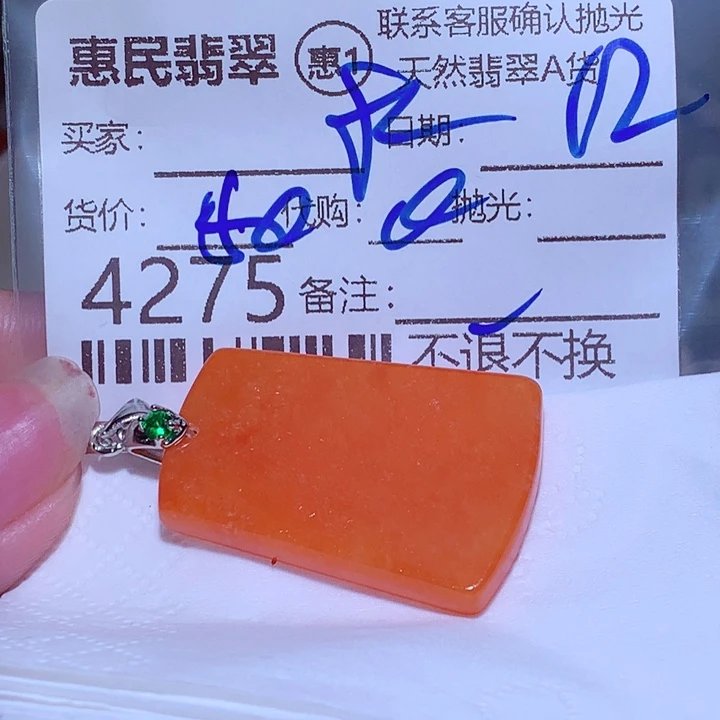 联系客服确认抛光
惠民翡翠 惠1 天然翡翠A货
买家: 日期:
货价: 代购: 抛光:
4275 备注:
不退不换